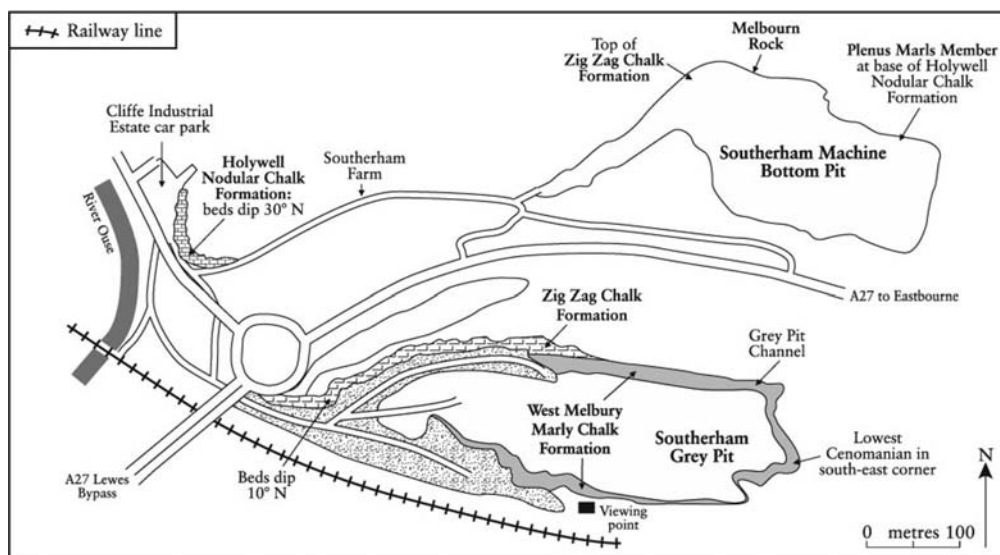 Railway line
Cliffe Industrial
Estate car park
River Ouse
Holywell
Nodular Chalk
Formation:
beds dip 30° N
Southerham
Farm
Top of
Zig Zag Chalk
Formation
Melbourn
Rock
Plenus Marls Member
at base of Holywell
Nodular Chalk
Formation
Southerham Machine
Bottom Pit
A27 to Eastbourne
Zig Zag Chalk
Formation
Grey Pit
Channel
West Melbury
Marly Chalk
Formation
Southerham
Grey Pit
Lowest
Cenomanian in
south-east corner
A27 Lewes
Bypass
Beds dip
10° N
Viewing
point
N
0 metres 100